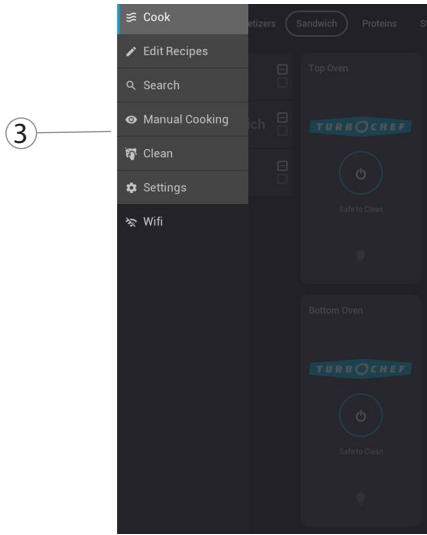 Cook
etizers
Sandwich
Proteins
Edit Recipes
Top Oven
Search
3
Manual Cooking
ich
TURBOCHEF
Clean
Settings
Safe to Clean
Wifi
Bottom Oven
TURBOCHEF
Safe to Clean